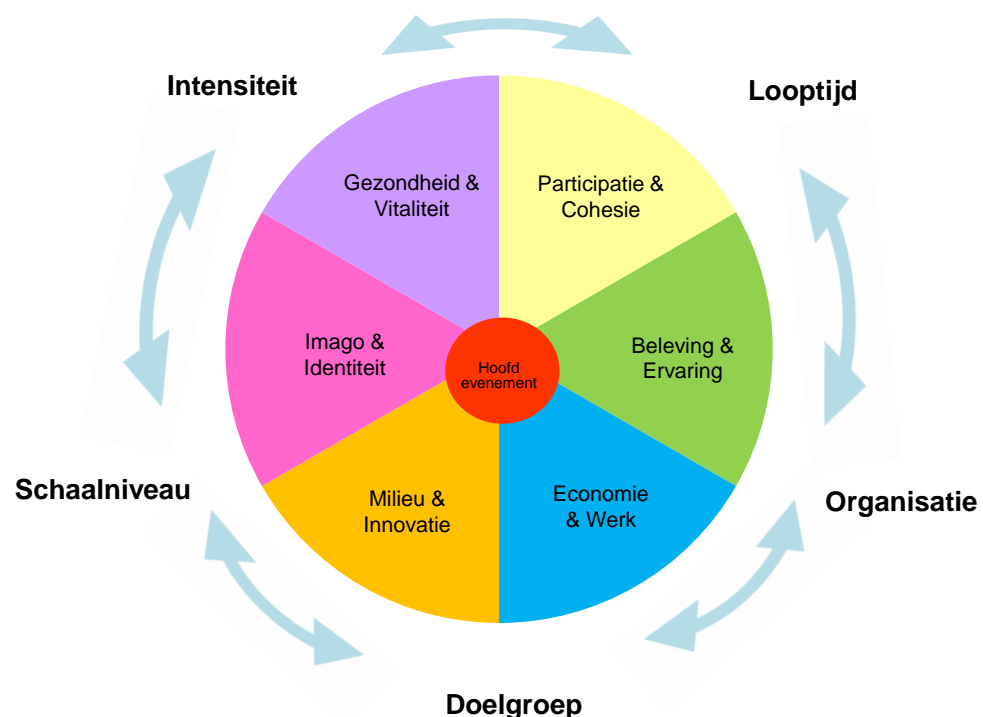 Intensiteit
Looptijd
Gezondheid &
Vitaliteit
Participatie &
Cohesie
Imago &
Identiteit
Hoofd
evenement
Beleving &
Ervaring
Milieu &
Innovatie
Economie
& Werk
Schaalniveau
Organisatie
Doelgroep